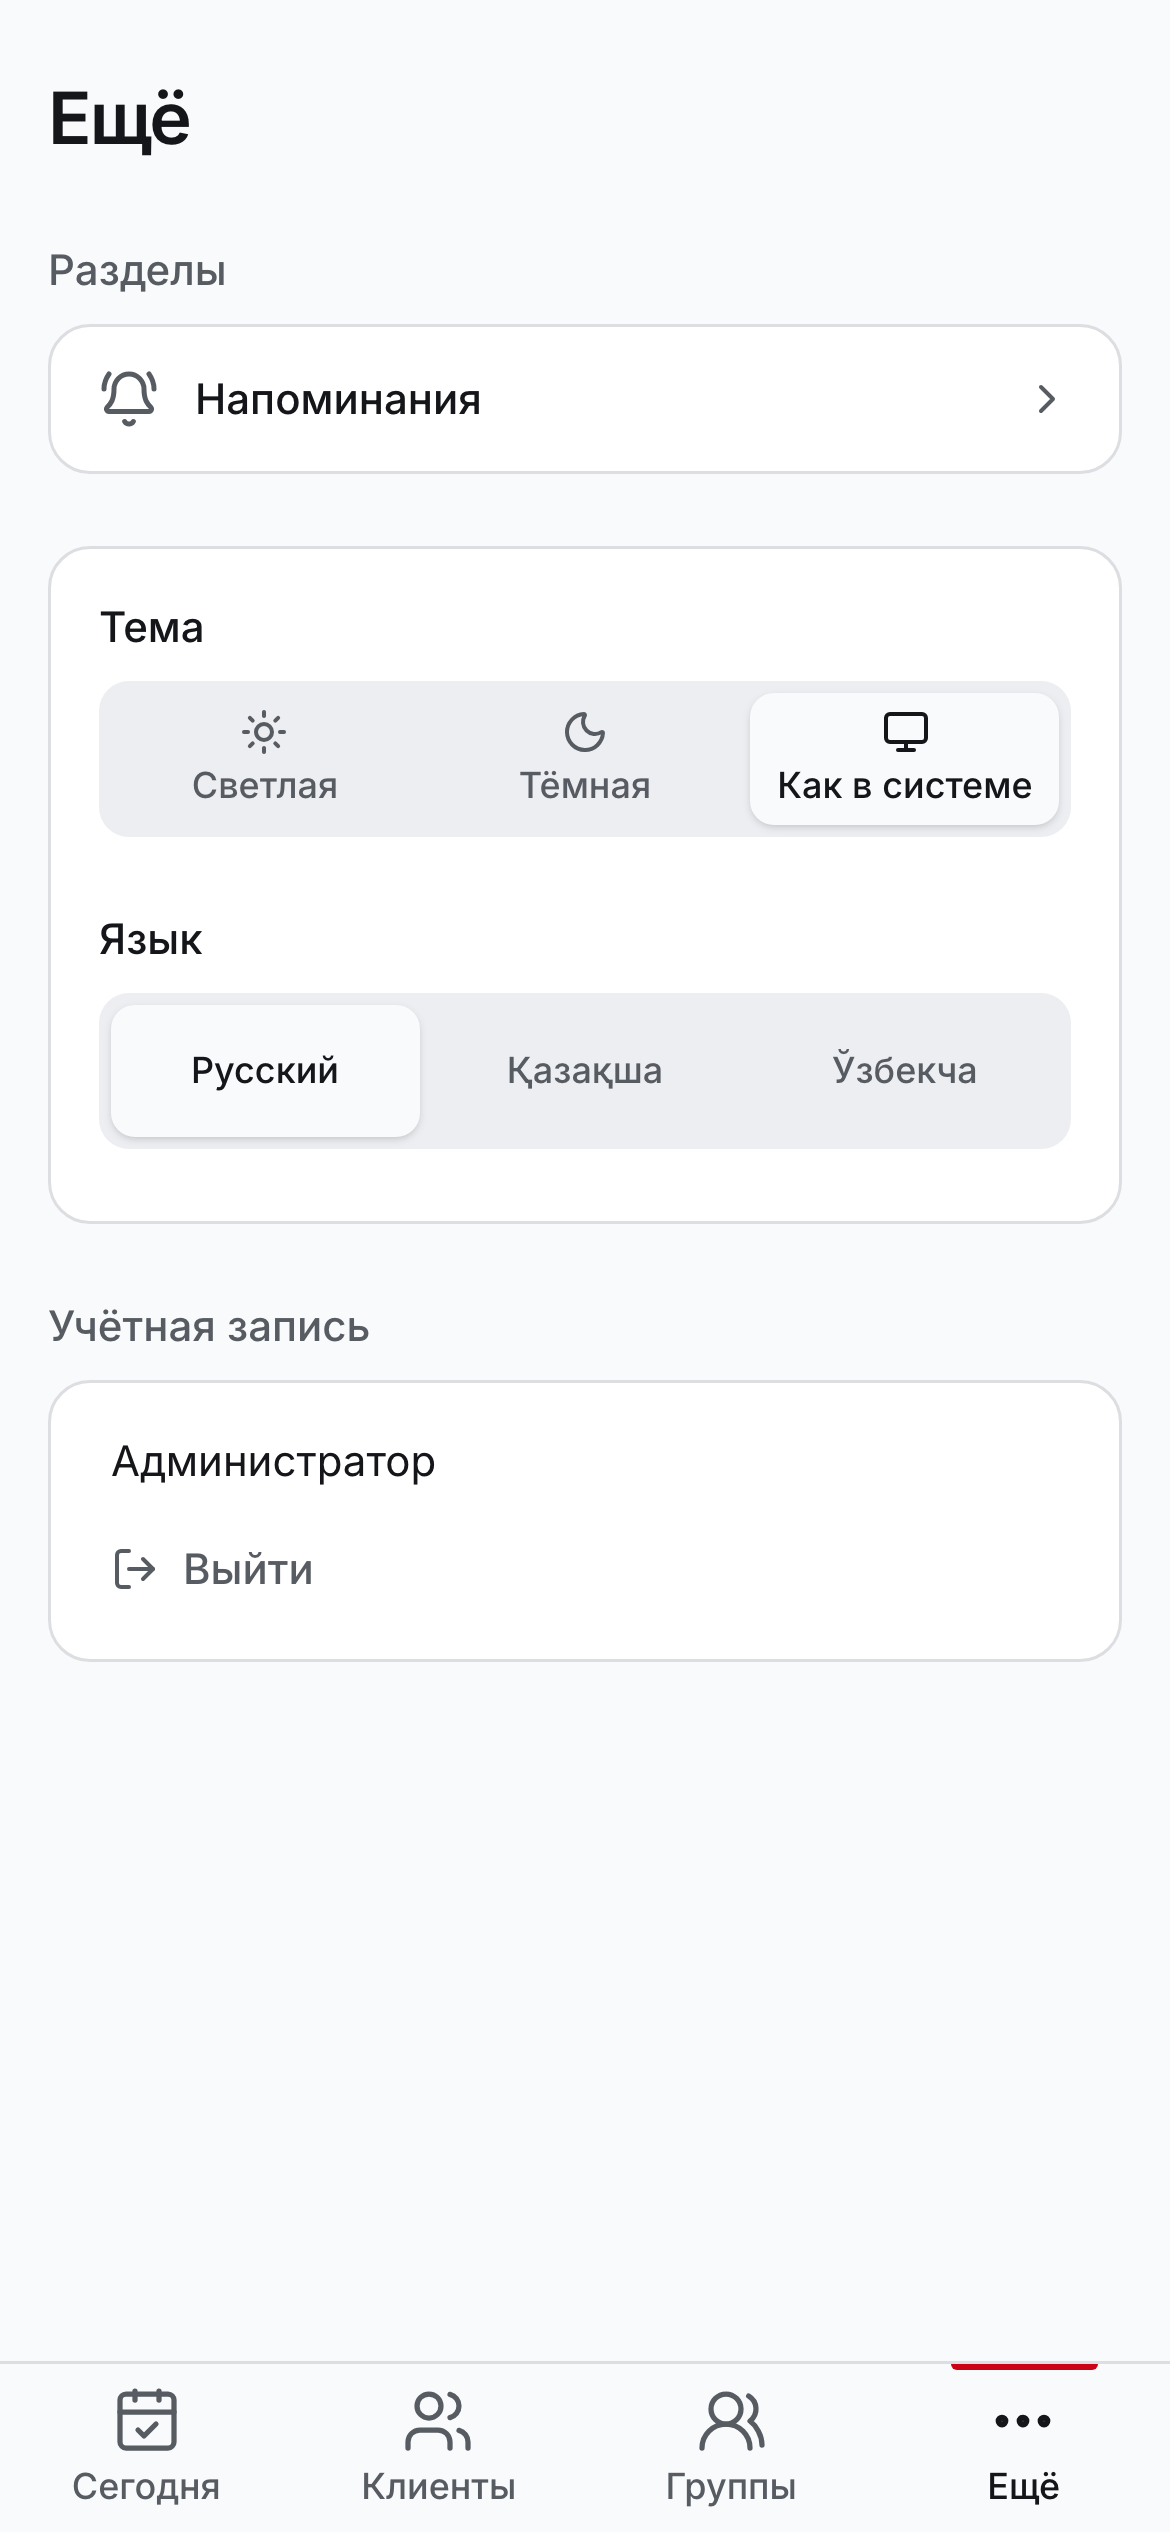 Ещё
Разделы
Напоминания
Тема
Светлая
Тёмная
Как в системе
Язык
Русский
Қазақша
Ўзбекча
Учётная запись
Администратор
Выйти
Сегодня
Клиенты
Группы
Ещё